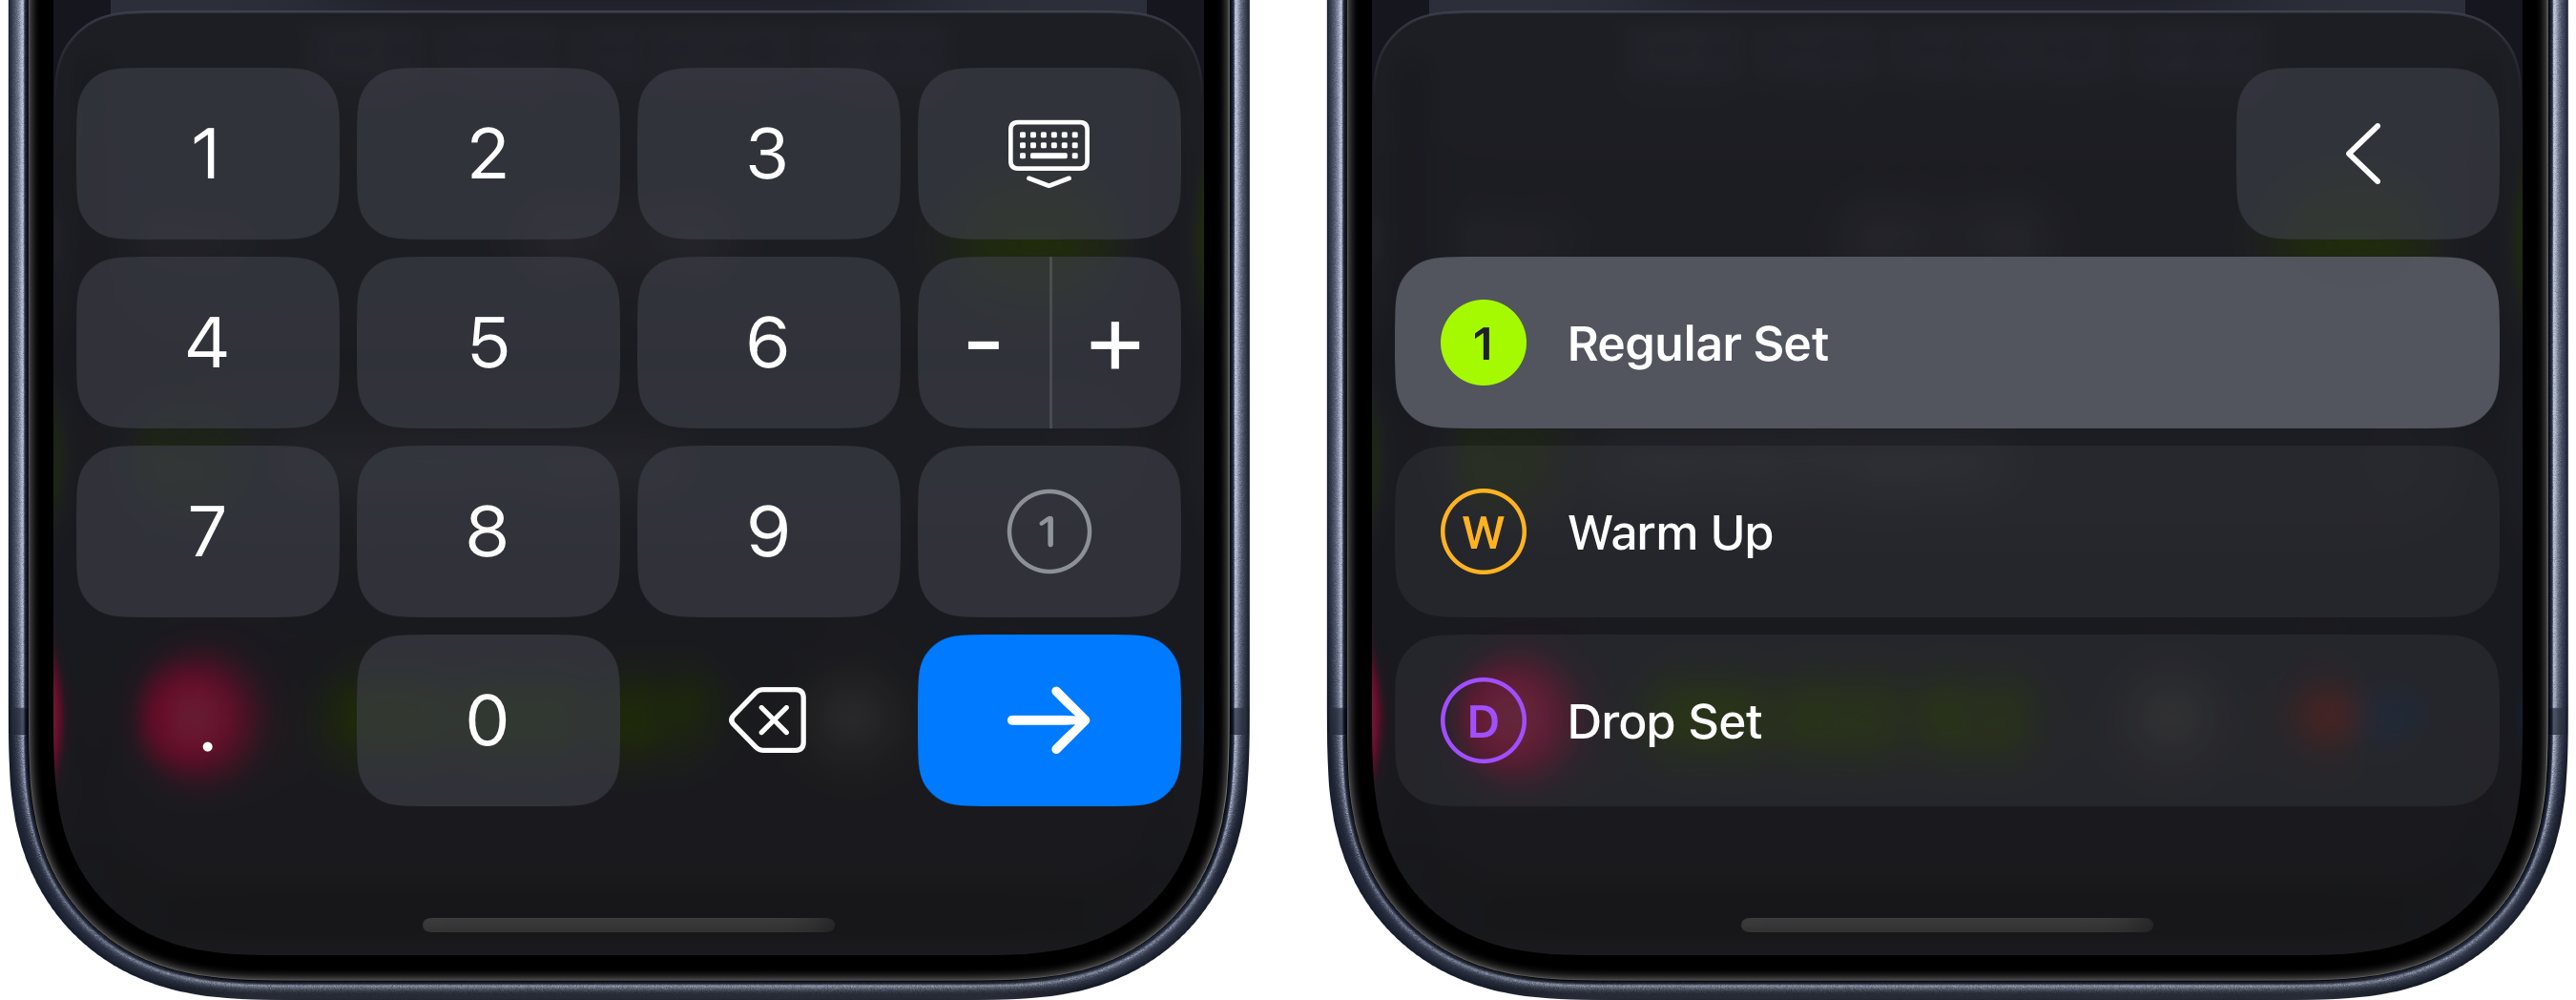 1 2 3
4 5 6 - +
7 8 9 1
. 0
1 Regular Set
W Warm Up
D Drop Set